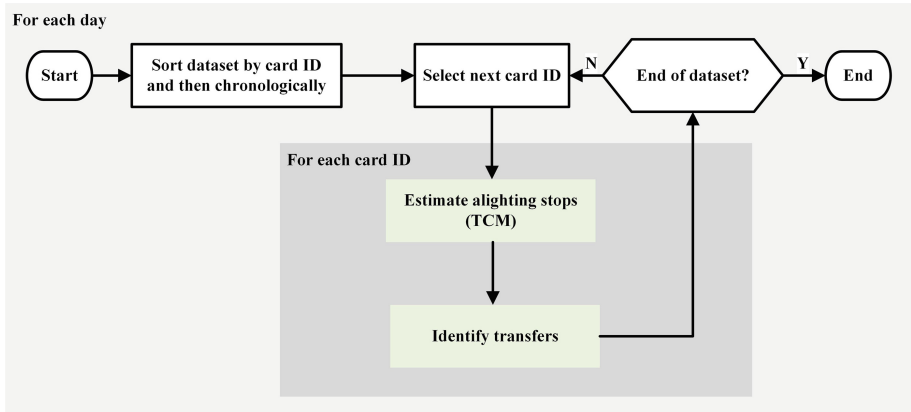 For each day
Start
Sort dataset by card ID
and then chronologically
Select next card ID
N
End of dataset?
Y
End
For each card ID
Estimate alighting stops
(TCM)
Identify transfers